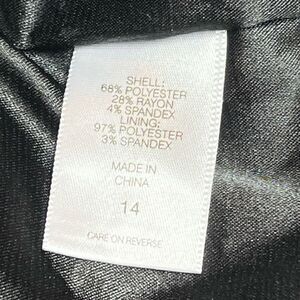 SHELL:
68% POLYESTER
28% RAYON
4% SPANDEX
LINING:
97% POLYESTER
3% SPANDEX
MADE IN
CHINA
14
CARE ON REVERSE